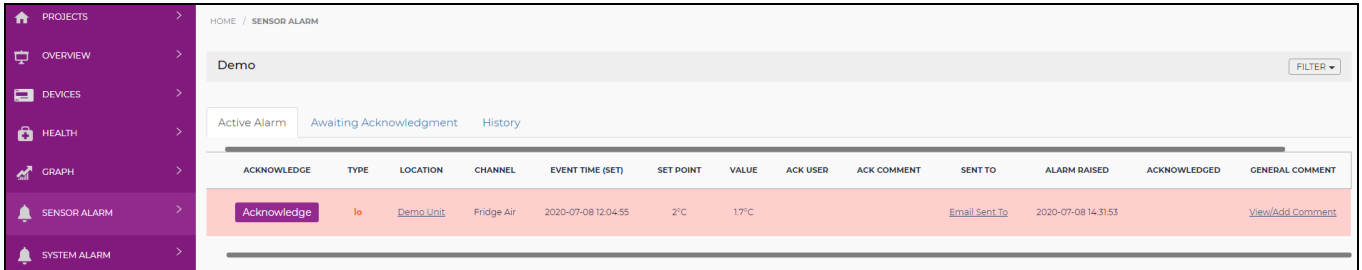 PROJECTS
OVERVIEW
DEVICES
HEALTH
GRAPH
SENSOR ALARM
SYSTEM ALARM
HOME / SENSOR ALARM
Demo
FILTER
Active Alarm Awaiting Acknowledgment History
ACKNOWLEDGE TYPE LOCATION CHANNEL EVENT TIME (SET) SET POINT VALUE ACK USER ACK COMMENT SENT TO ALARM RAISED ACKNOWLEDGED GENERAL COMMENT
Acknowledge lo Demo Unit Fridge Air 2020-07-08 12:04:55 2°C 1.7°C Email Sent To 2020-07-08 14:31:53 View/Add Comment